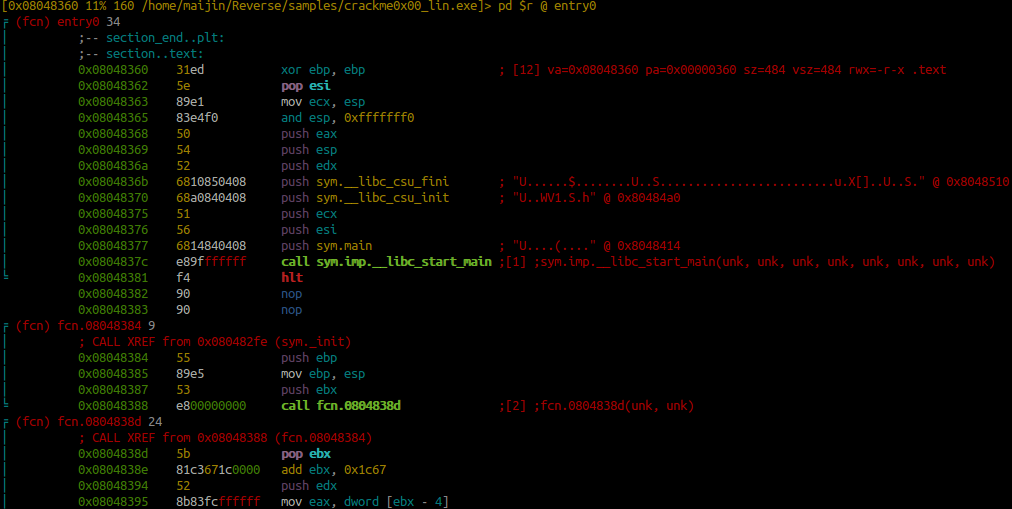 [0x08048360 11% 160 /home/maijin/Reverse/samples/crackme0x00_lin.exe]> pd $r @ entry0
(fcn) entry0 34
;-- section_end..plt:
;-- section..text:
0x08048360 31ed xor ebp, ebp ; [12] va=0x08048360 pa=0x00000360 sz=484 vsz=484 rwx=-r-x .text
0x08048362 5e pop esi
0x08048363 89e1 mov ecx, esp
0x08048365 83e4f0 and esp, 0xfffffff0
0x08048368 50 push eax
0x08048369 54 push esp
0x0804836a 52 push edx
0x0804836b 6810850408 push sym.__libc_csu_fini ; "U......$........U..S.........................u.X[]..U..S." @ 0x8048510
0x08048370 68a0840408 push sym.__libc_csu_init ; "U..WV1.S.h" @ 0x80484a0
0x08048375 51 push ecx
0x08048376 56 push esi
0x08048377 6814840408 push sym.main ; "U....(...." @ 0x8048414
0x0804837c e89fffffff call sym.imp.__libc_start_main ;[1] ;sym.imp.__libc_start_main(unk, unk, unk, unk, unk, unk, unk, unk)
0x08048381 f4 hlt
0x08048382 90 nop
0x08048383 90 nop
(fcn) fcn.08048384 9
; CALL XREF from 0x080482fe (sym._init)
0x08048384 55 push ebp
0x08048385 89e5 mov ebp, esp
0x08048387 53 push ebx
0x08048388 e800000000 call fcn.0804838d ;[2] ;fcn.0804838d(unk, unk)
(fcn) fcn.0804838d 24
; CALL XREF from 0x08048388 (fcn.08048384)
0x0804838d 5b pop ebx
0x0804838e 81c3671c0000 add ebx, 0x1c67
0x08048394 52 push edx
0x08048395 8b83fcffffff mov eax, dword [ebx - 4]